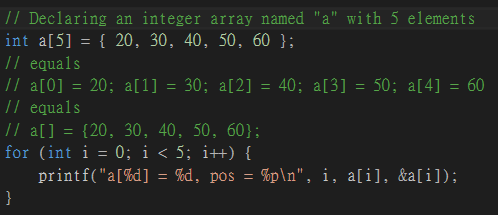 // Declaring an integer array named "a" with 5 elements
int a[5] = { 20, 30, 40, 50, 60 };
// equals
// a[0] = 20; a[1] = 30; a[2] = 40; a[3] = 50; a[4] = 60
// equals
// a[] = {20, 30, 40, 50, 60};
for (int i = 0; i < 5; i++) {
    printf("a[%d] = %d, pos = %p\n", i, a[i], &a[i]);
}